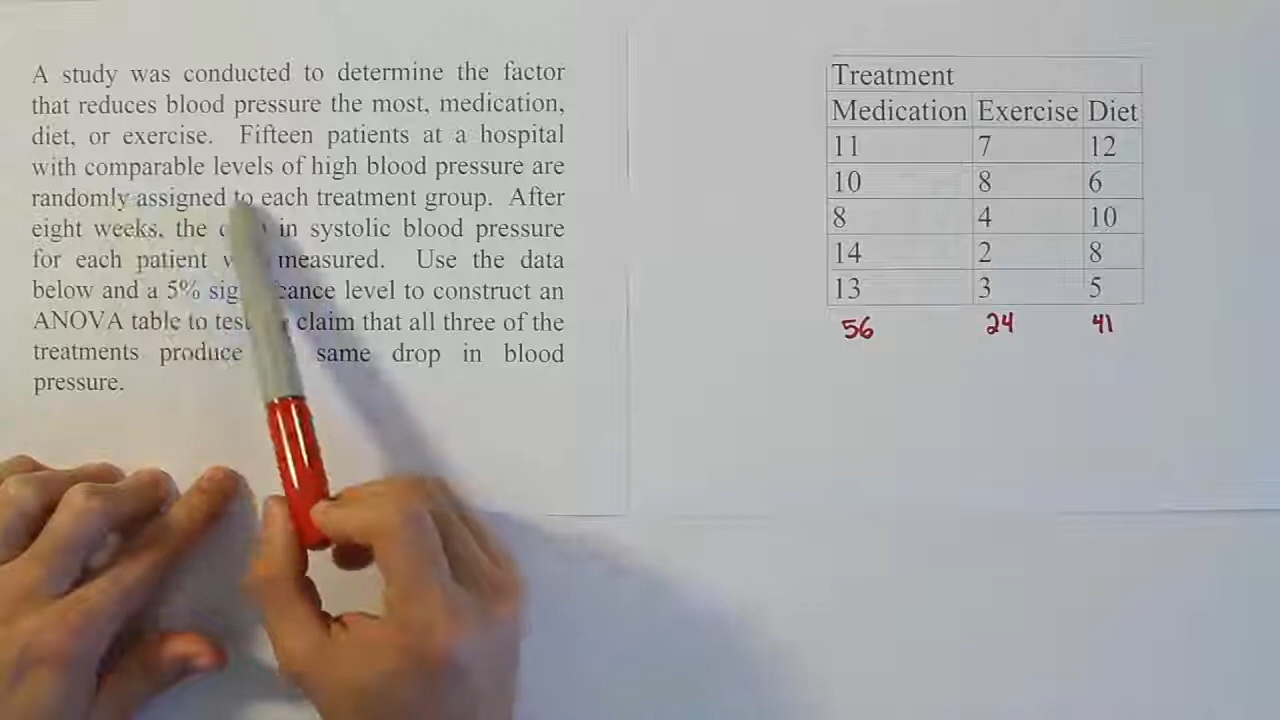 A study was conducted to determine the factor
that reduces blood pressure the most, medication,
diet, or exercise. Fifteen patients at a hospital
with comparable levels of high blood pressure are
randomly assigned to each treatment group. After
eight weeks, the in systolic blood pressure
for each patient measured. Use the data
below and a 5% level to construct an
ANOVA table to test claim that all three of the
treatments produce same drop in blood
pressure.
Treatment
Medication Exercise Diet
11 7 12
10 8 6
8 4 10
14 2 8
13 3 5
56 24 41